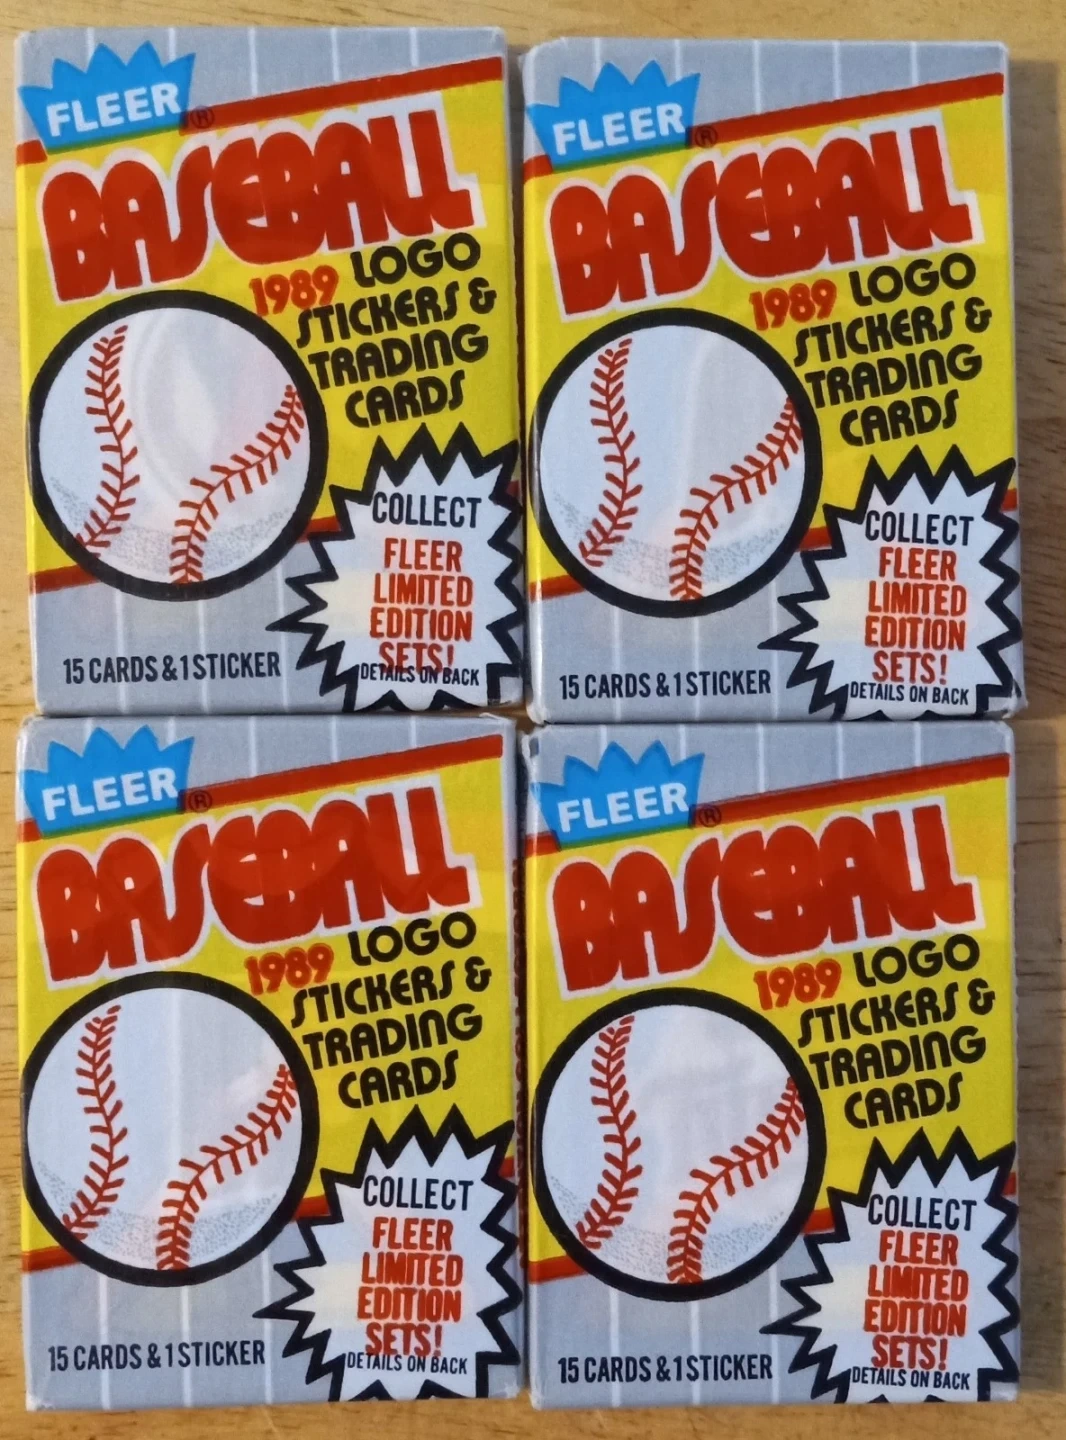 FLEER®
BASEBALL
1989 LOGO
STICKERS &
TRADING
CARDS
COLLECT
FLEER
LIMITED
EDITION
SETS!
DETAILS ON BACK
15 CARDS & 1 STICKER
FLEER®
BASEBALL
1989 LOGO
STICKERS &
TRADING
CARDS
COLLECT
FLEER
LIMITED
EDITION
SETS!
DETAILS ON BACK
15 CARDS & 1 STICKER
FLEER®
BASEBALL
1989 LOGO
STICKERS &
TRADING
CARDS
COLLECT
FLEER
LIMITED
EDITION
SETS!
DETAILS ON BACK
15 CARDS & 1 STICKER
FLEER®
BASEBALL
1989 LOGO
STICKERS &
TRADING
CARDS
COLLECT
FLEER
LIMITED
EDITION
SETS!
DETAILS ON BACK
15 CARDS & 1 STICKER